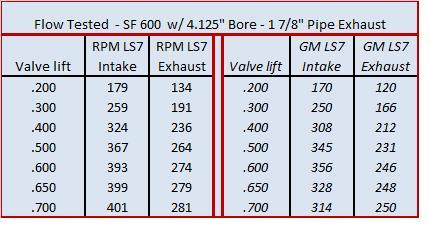 Flow Tested - SF 600 w/ 4.125" Bore - 1 7/8" Pipe Exhaust
RPM LS7 RPM LS7 GM LS7 GM LS7
Valve lift Intake Exhaust Valve lift Intake Exhaust
.200 179 134 .200 170 120
.300 259 191 .300 250 166
.400 324 236 .400 308 212
.500 367 264 .500 345 231
.600 393 274 .600 356 246
.650 399 279 .650 328 248
.700 401 281 .700 314 250